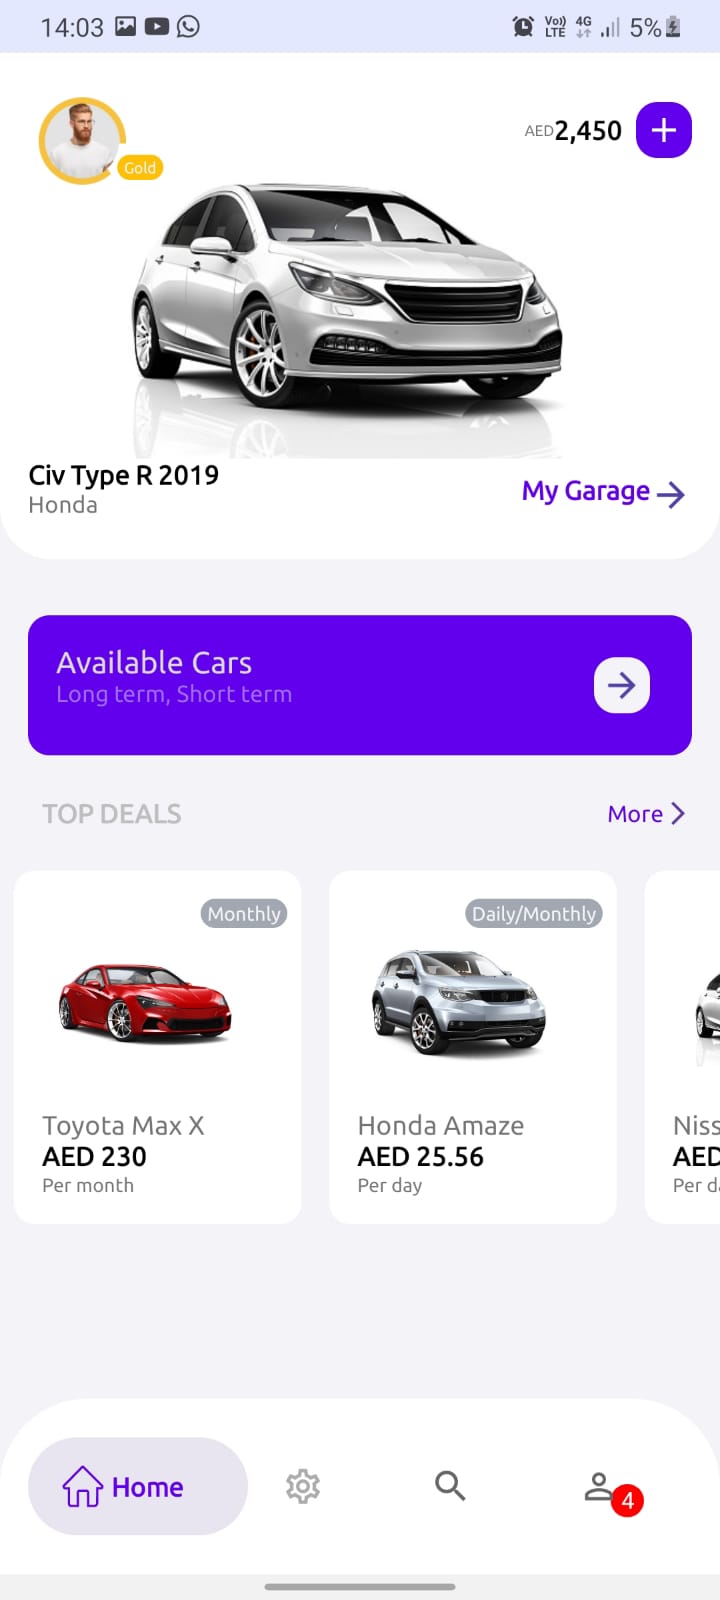 14:03
Vo)) LTE 4G 5%
Gold
AED2,450
Civ Type R 2019
Honda
My Garage
Available Cars
Long term, Short term
TOP DEALS
More
Monthly
Toyota Max X
AED 230
Per month
Daily/Monthly
Honda Amaze
AED 25.56
Per day
Niss
AED
Per da
Home
4